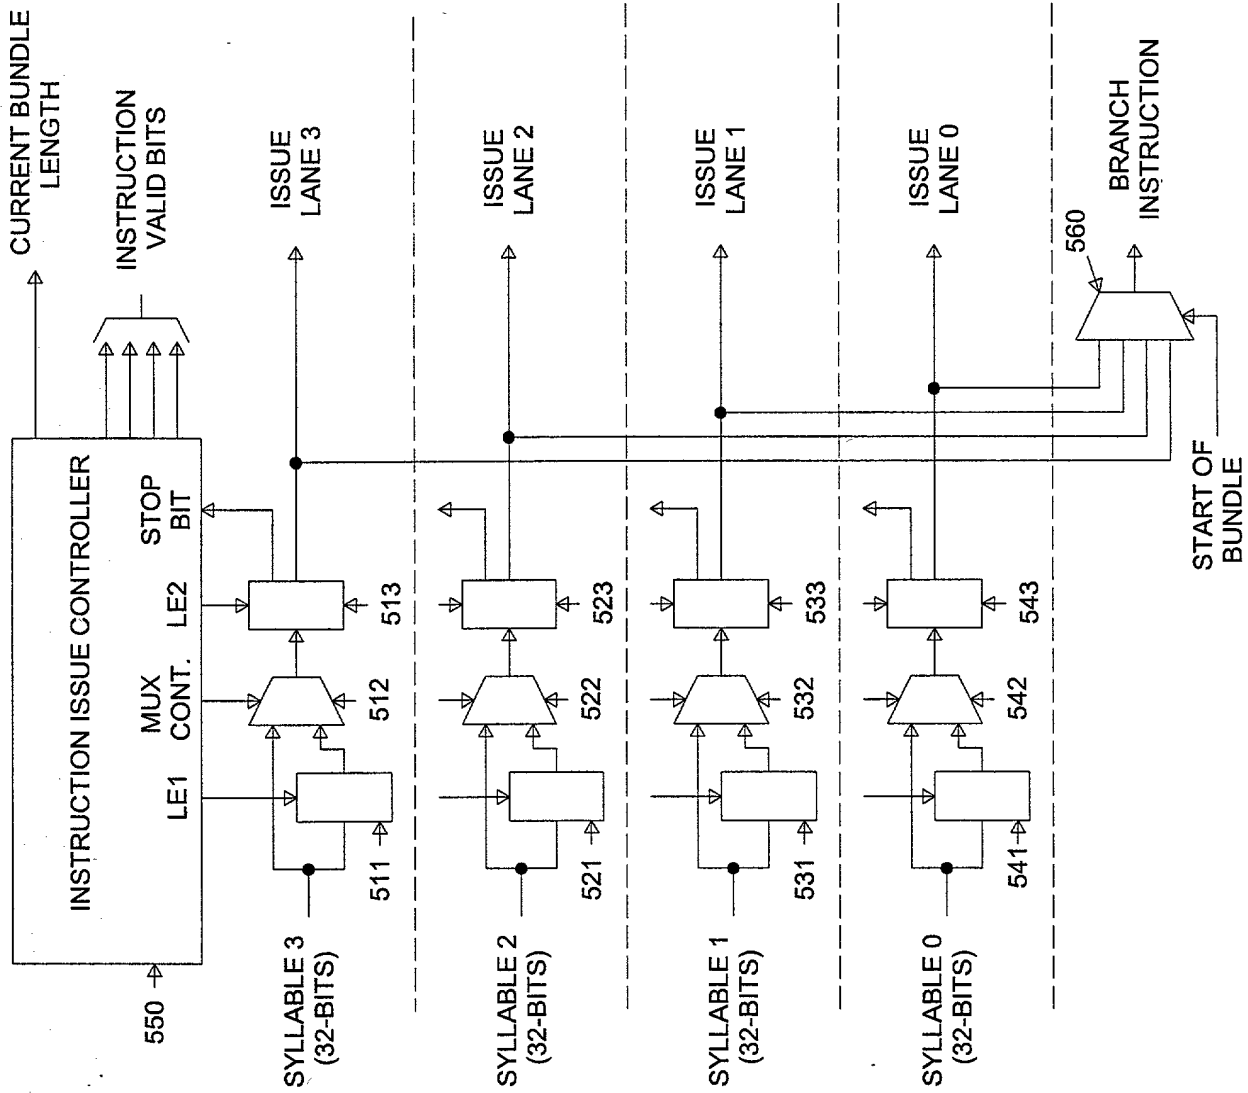 CURRENT BUNDLE
LENGTH
INSTRUCTION
VALID BITS
INSTRUCTION ISSUE CONTROLLER
550
LE1
MUX
CONT.
LE2
STOP
BIT
SYLLABLE 3
(32-BITS)
511
512
513
ISSUE
LANE 3
SYLLABLE 2
(32-BITS)
521
522
523
ISSUE
LANE 2
SYLLABLE 1
(32-BITS)
531
532
533
ISSUE
LANE 1
SYLLABLE 0
(32-BITS)
541
542
543
ISSUE
LANE 0
560
BRANCH
INSTRUCTION
START OF
BUNDLE